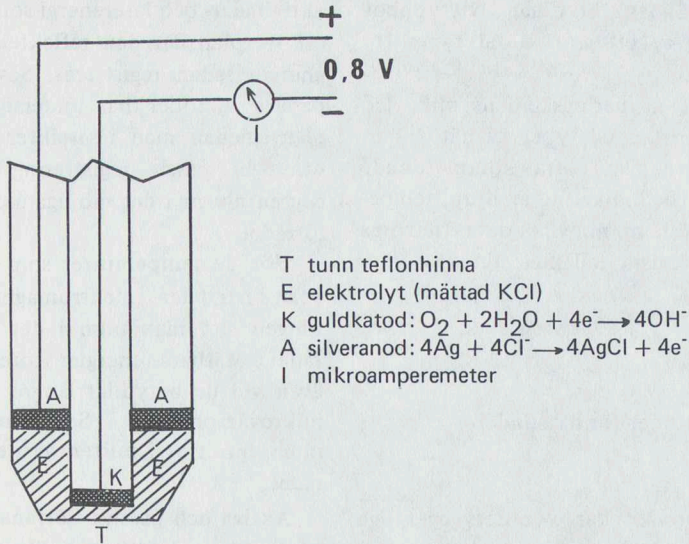 +
0,8 V
−
I
T tunn teflonhinna
E elektrolyt (mättad KCl)
K guldkatod: O₂ + 2H₂O + 4e⁻ ⟶ 4OH⁻
A silveranod: 4Ag + 4Cl⁻ ⟶ 4AgCl + 4e⁻
I mikroamperemeter
A A
E E
K
T